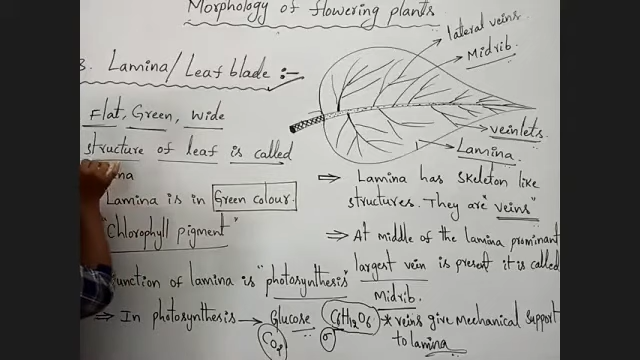 Morphology of flowering plants
3. Lamina/Leaf blade :-
Flat, Green, Wide
structure of leaf is called
Lamina is in Green colour.
"Chlorophyll pigment"
function of lamina is "photosynthesis"
⇒ In photosynthesis → Glucose C6H12O6
CO2
lateral veins
Midrib.
veinlets.
Lamina.
⇒ Lamina has skeleton like
structures. They are "veins"
⇒ At middle of the lamina prominant
largest vein is present it is called
Midrib.
* veins give Mechanical support
to lamina